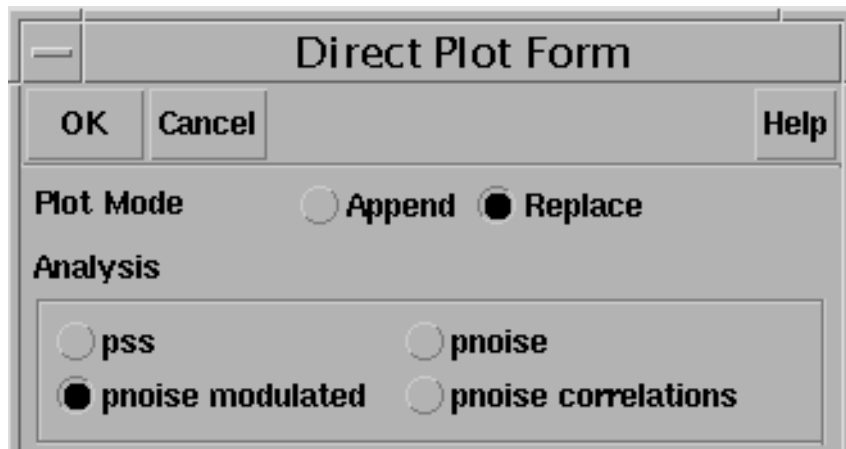 Direct Plot Form
OK Cancel Help
Plot Mode Append Replace
Analysis
pss pnoise
pnoise modulated pnoise correlations